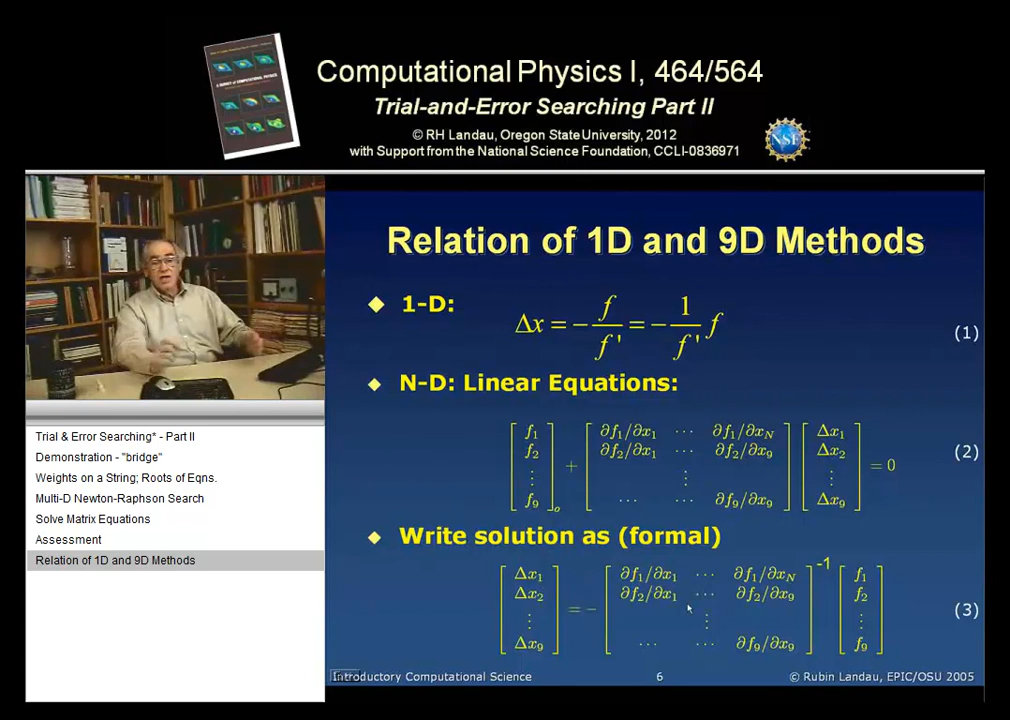 Computational Physics I, 464/564
Trial-and-Error Searching Part II
© RH Landau, Oregon State University, 2012
with Support from the National Science Foundation, CCLI-0836971
NSF
Relation of 1D and 9D Methods
◆ 1-D:
Δx = − f / f ' = − 1 / f ' f (1)
◆ N-D: Linear Equations:
[ f₁ f₂ ⋮ f₉ ]ₒ + [ ∂f₁/∂x₁ ⋯ ∂f₁/∂x_N ∂f₂/∂x₁ ⋯ ∂f₂/∂x₉ ⋮ ⋯ ⋯ ∂f₉/∂x₉ ] [ Δx₁ Δx₂ ⋮ Δx₉ ] = 0 (2)
◆ Write solution as (formal)
[ Δx₁ Δx₂ ⋮ Δx₉ ] = − [ ∂f₁/∂x₁ ⋯ ∂f₁/∂x_N ∂f₂/∂x₁ ⋯ ∂f₂/∂x₉ ⋮ ⋯ ⋯ ∂f₉/∂x₉ ]⁻¹ [ f₁ f₂ ⋮ f₉ ] (3)
Introductory Computational Science 6 © Rubin Landau, EPIC/OSU 2005
Trial & Error Searching* - Part II
Demonstration - "bridge"
Weights on a String; Roots of Eqns.
Multi-D Newton-Raphson Search
Solve Matrix Equations
Assessment
Relation of 1D and 9D Methods